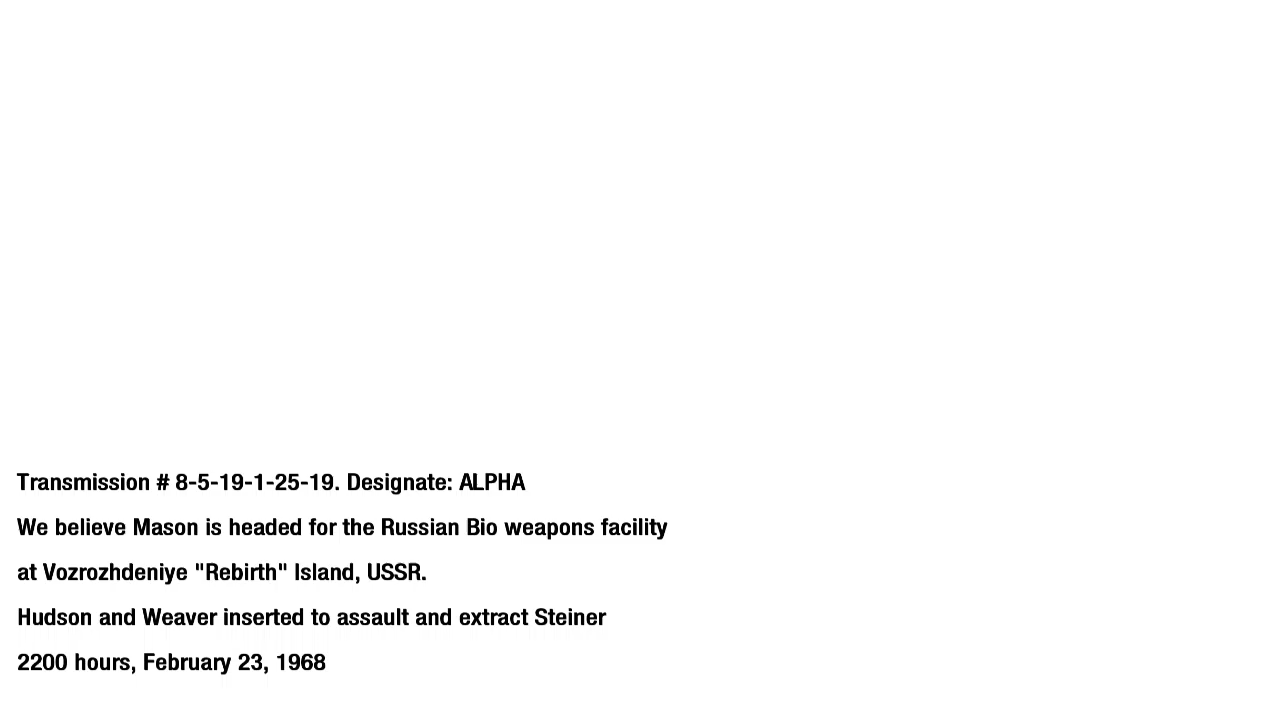 Transmission # 8-5-19-1-25-19. Designate: ALPHA
We believe Mason is headed for the Russian Bio weapons facility
at Vozrozhdeniye "Rebirth" Island, USSR.
Hudson and Weaver inserted to assault and extract Steiner
2200 hours, February 23, 1968